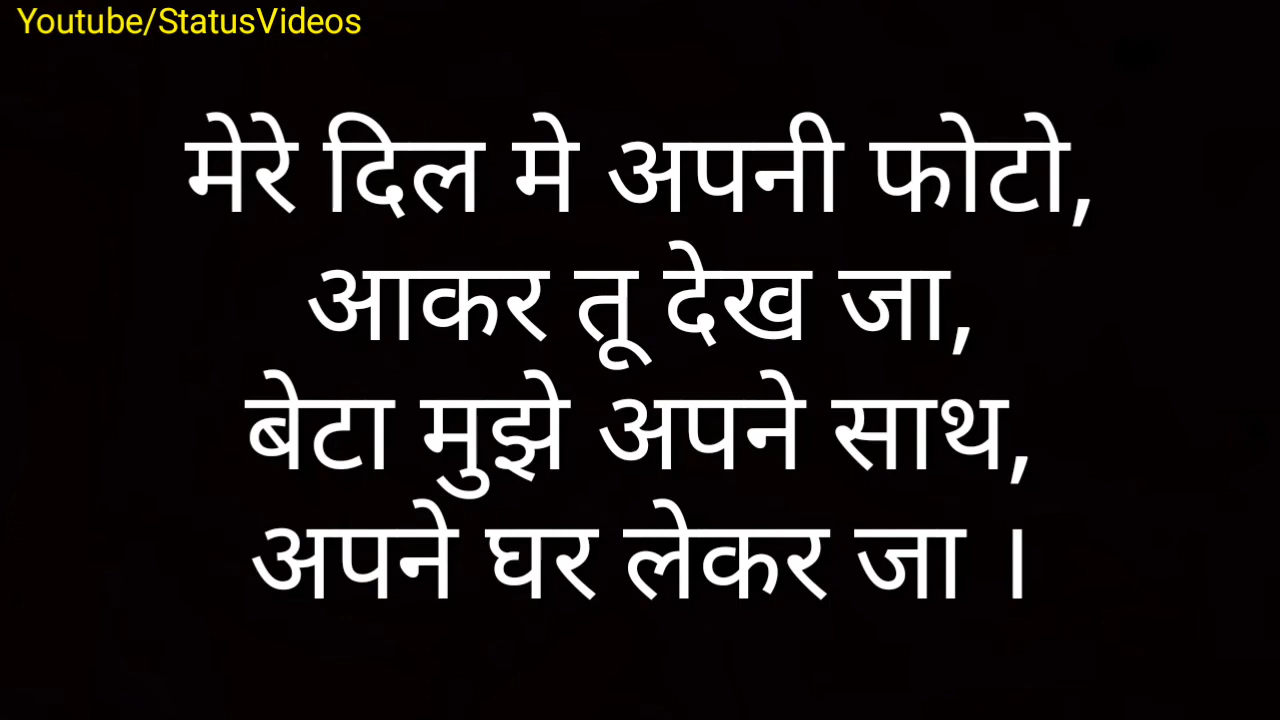 Youtube/StatusVideos
मेरे दिल मे अपनी फोटो,
आकर तू देख जा,
बेटा मुझे अपने साथ,
अपने घर लेकर जा ।